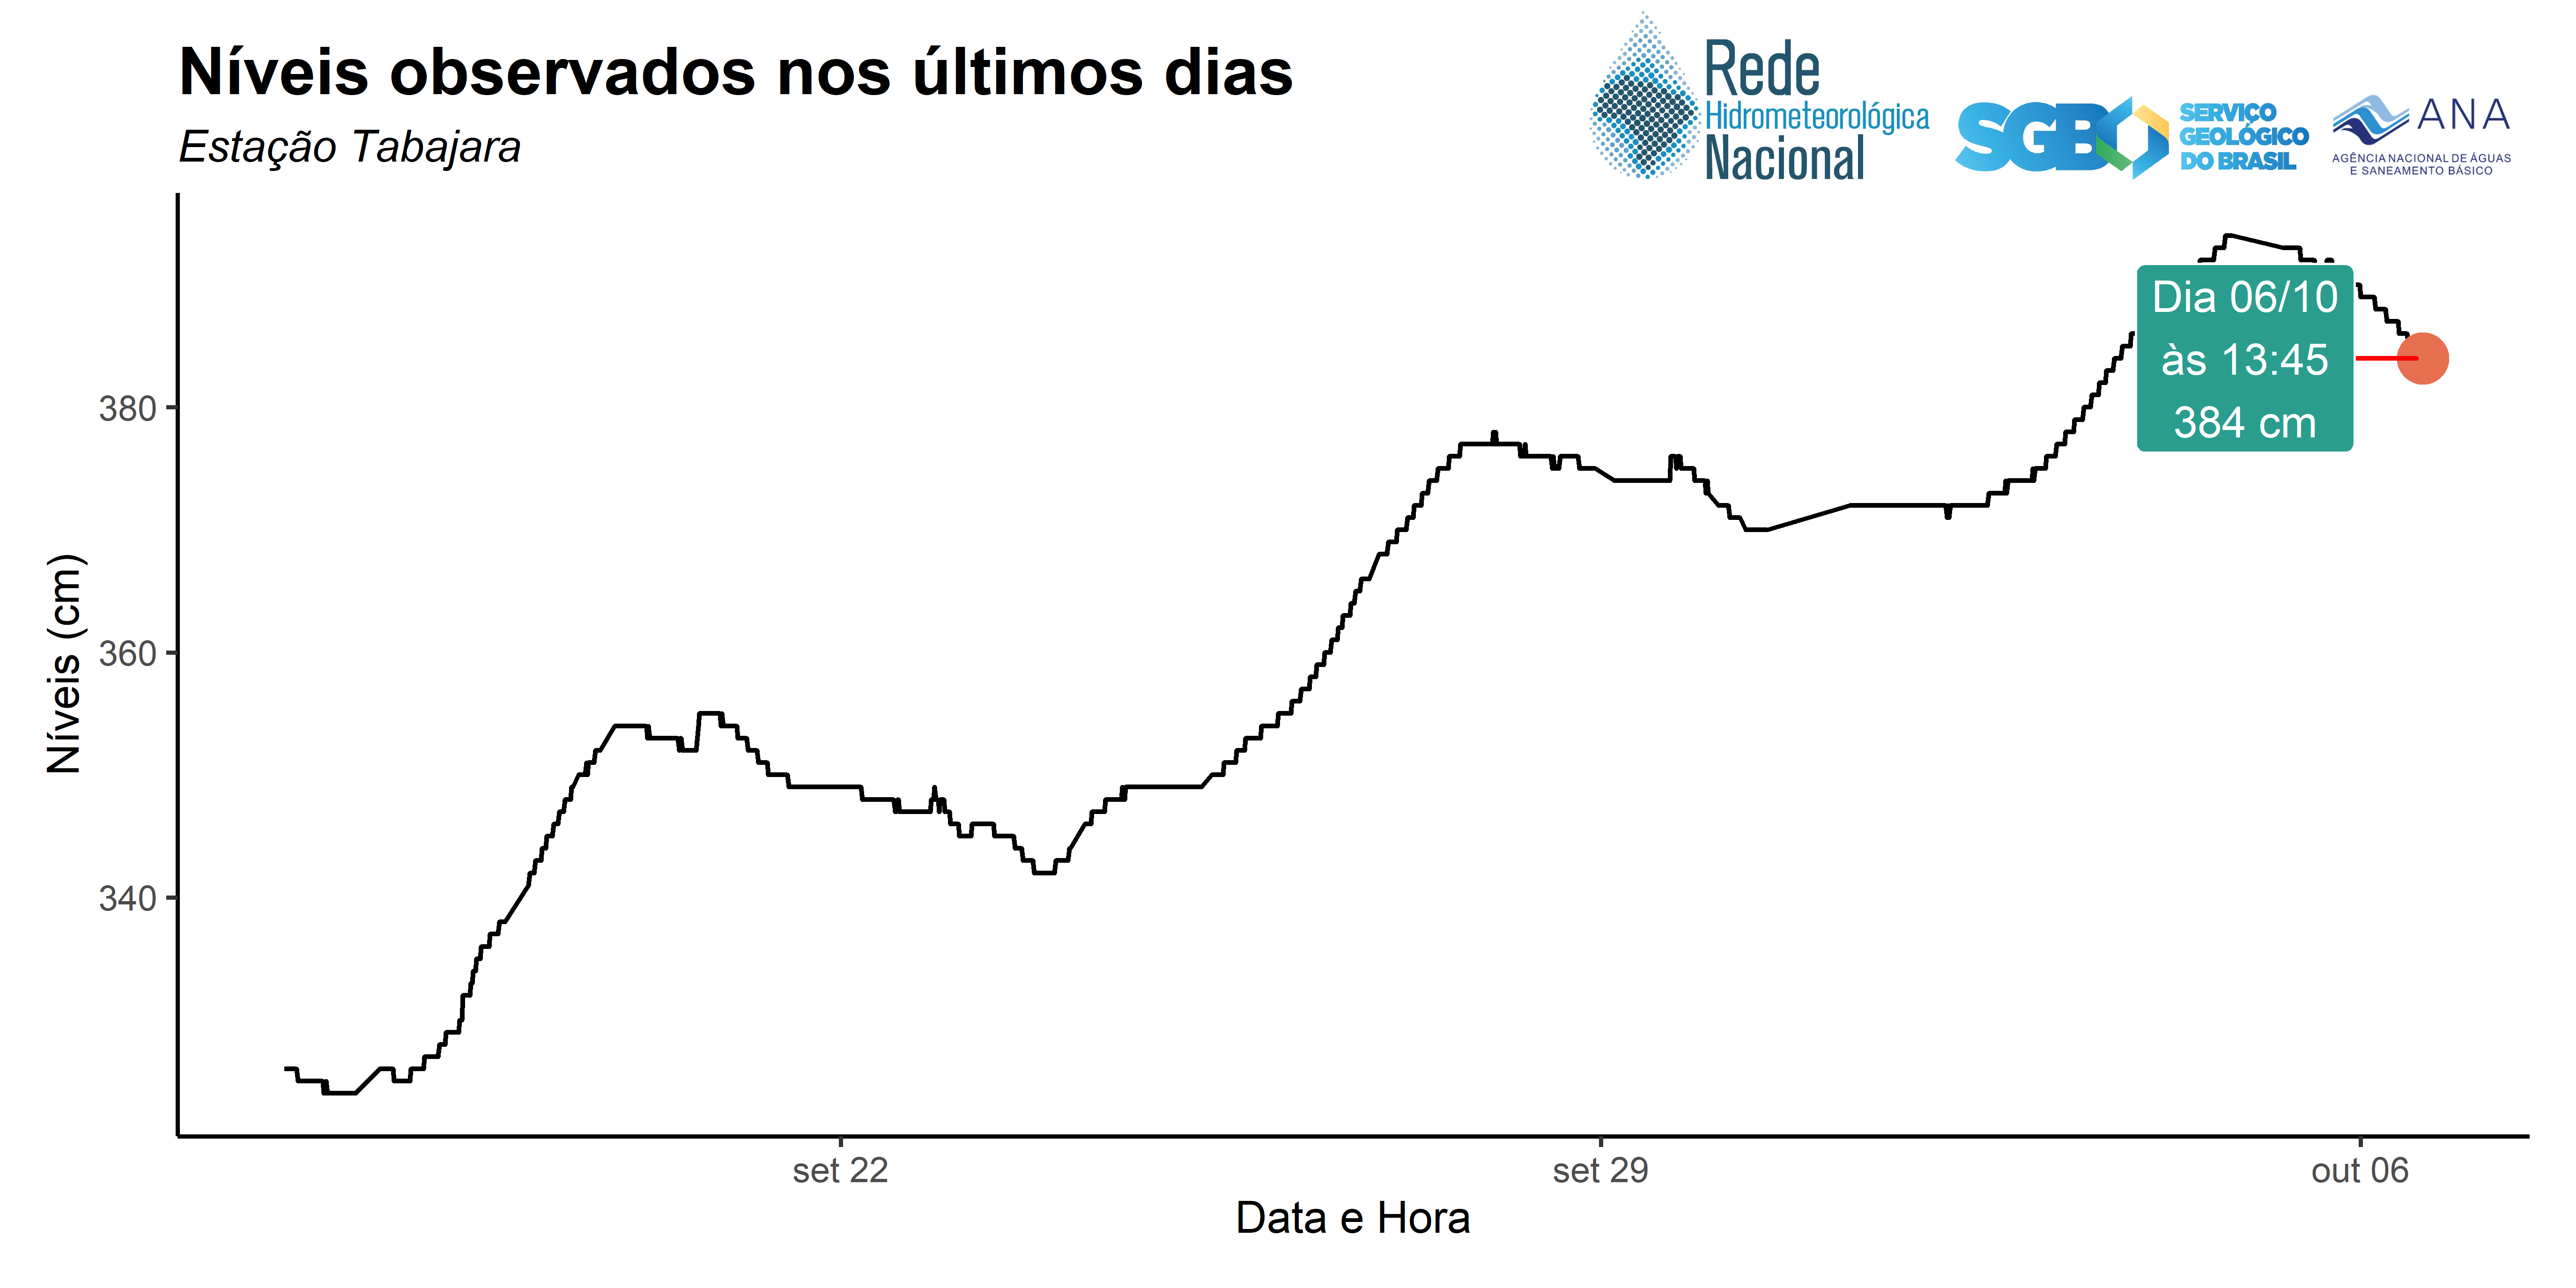 Níveis observados nos últimos dias
Estação Tabajara
Rede
Hidrometeorológica
Nacional
SGB
SERVIÇO
GEOLÓGICO
DO BRASIL
ANA
AGÊNCIA NACIONAL DE ÁGUAS
E SANEAMENTO BÁSICO
Dia 06/10
às 13:45
384 cm
380
360
340
Níveis (cm)
set 22
set 29
out 06
Data e Hora